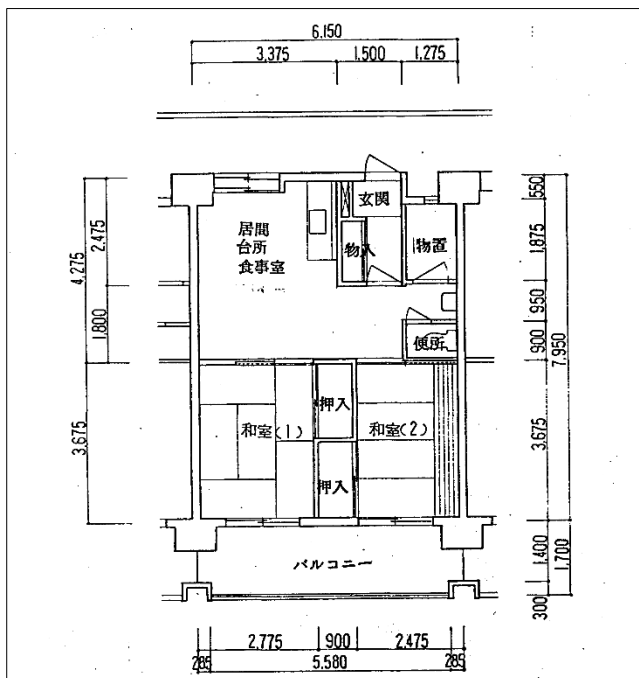 6.150
3.375
1.500
1.275
玄関
物入
物置
居間
台所
食事室
便所
和室(1)
押入
和室(2)
押入
バルコニー
4.275
2.475
1.800
3.675
550
1.875
950
900
3.675
7.950
1.400
300
1.700
2.775
900
2.475
285
5.580
285